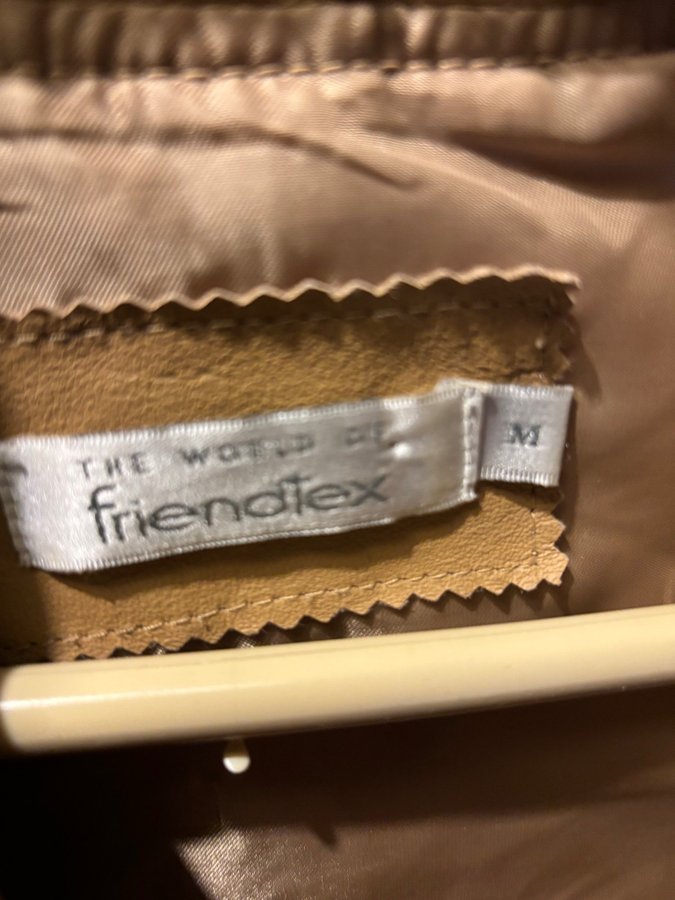 THE WORLD OF
friendtex
M